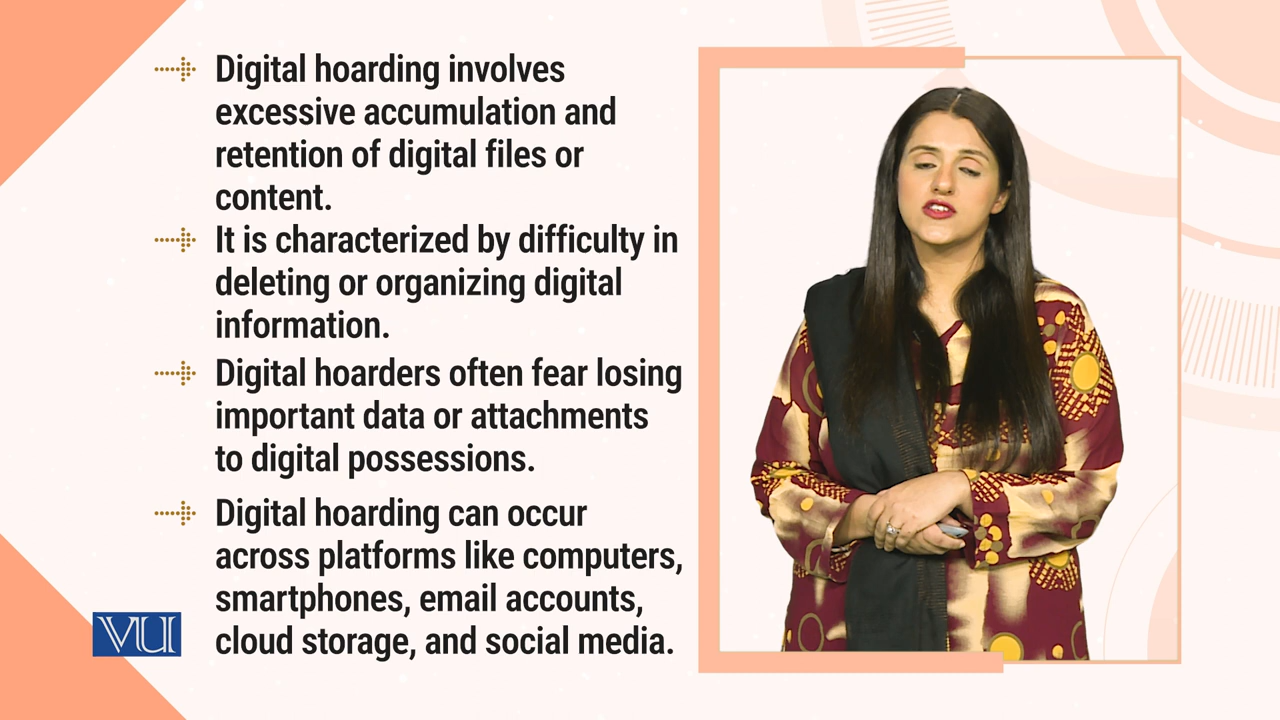 Digital hoarding involves
excessive accumulation and
retention of digital files or
content.
It is characterized by difficulty in
deleting or organizing digital
information.
Digital hoarders often fear losing
important data or attachments
to digital possessions.
Digital hoarding can occur
across platforms like computers,
smartphones, email accounts,
cloud storage, and social media.
VU